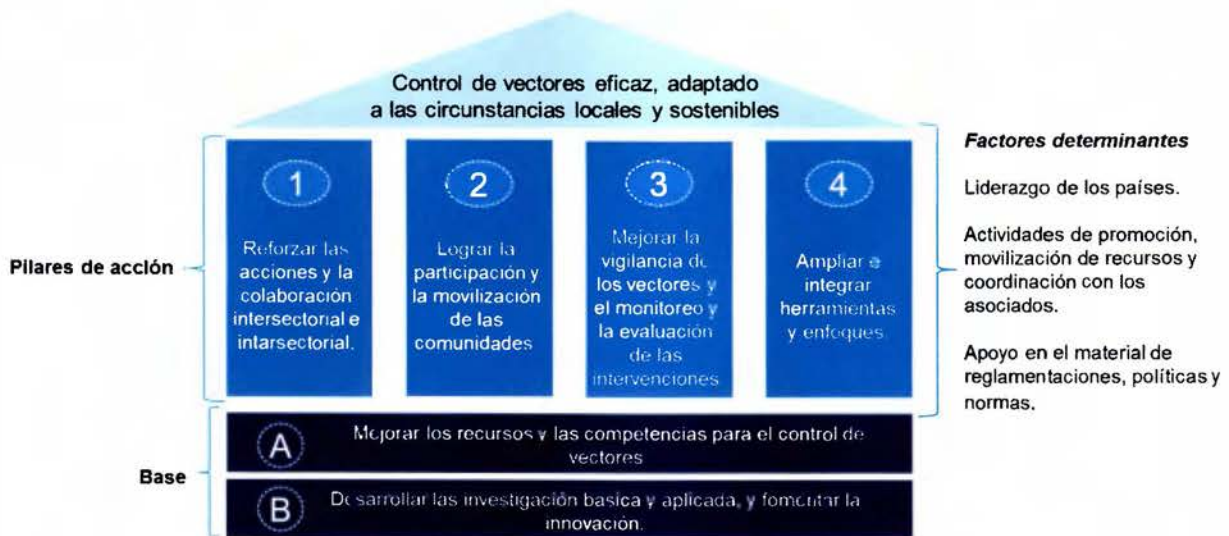 Control de vectores eficaz, adaptado
a las circunstancias locales y sostenibles
Pilares de acción
1
Reforzar las
acciones y la
colaboración
intersectorial e
intarsectorial.
2
Lograr la
participación y
la movilización
de las
comunidades
3
Mejorar la
vigilancia de
los vectores y
el monitoreo y
la evaluación
de las
intervenciones
4
Ampliar e
integrar
herramientas
y enfoques
Factores determinantes
Liderazgo de los países.
Actividades de promoción,
movilización de recursos y
coordinación con los
asociados.
Apoyo en el material de
reglamentaciones, políticas y
normas.
Base
A
Mejorar los recursos y las competencias para el control de
vectores
B
Desarrollar las investigación basica y aplicada, y fomentar la
innovación.